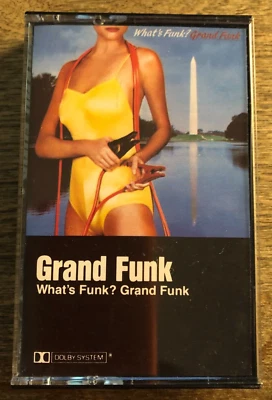 What's Funk? Grand Funk
Grand Funk
What's Funk? Grand Funk
DOLBY SYSTEM ®